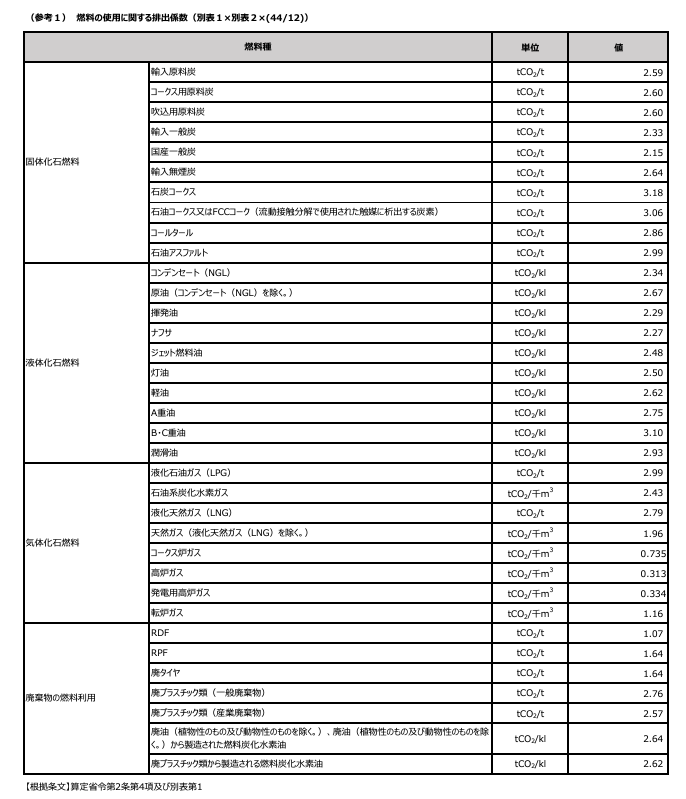 （参考１） 燃料の使用に関する排出係数（別表１×別表２×(44/12)）
燃料種 単位 値
固体化石燃料
輸入原料炭 tCO2/t 2.59
コークス用原料炭 tCO2/t 2.60
吹込用原料炭 tCO2/t 2.60
輸入一般炭 tCO2/t 2.33
国産一般炭 tCO2/t 2.15
輸入無煙炭 tCO2/t 2.64
石炭コークス tCO2/t 3.18
石油コークス又はFCCコーク（流動接触分解で使用された触媒に析出する炭素） tCO2/t 3.06
コールタール tCO2/t 2.86
石油アスファルト tCO2/t 2.99
液体化石燃料
コンデンセート（NGL） tCO2/kl 2.34
原油（コンデンセート（NGL）を除く。） tCO2/kl 2.67
揮発油 tCO2/kl 2.29
ナフサ tCO2/kl 2.27
ジェット燃料油 tCO2/kl 2.48
灯油 tCO2/kl 2.50
軽油 tCO2/kl 2.62
A重油 tCO2/kl 2.75
B・C重油 tCO2/kl 3.10
潤滑油 tCO2/kl 2.93
気体化石燃料
液化石油ガス（LPG） tCO2/t 2.99
石油系炭化水素ガス tCO2/千m3 2.43
液化天然ガス（LNG） tCO2/t 2.79
天然ガス（液化天然ガス（LNG）を除く。） tCO2/千m3 1.96
コークス炉ガス tCO2/千m3 0.735
高炉ガス tCO2/千m3 0.313
発電用高炉ガス tCO2/千m3 0.334
転炉ガス tCO2/千m3 1.16
廃棄物の燃料利用
RDF tCO2/t 1.07
RPF tCO2/t 1.64
廃タイヤ tCO2/t 1.64
廃プラスチック類（一般廃棄物） tCO2/t 2.76
廃プラスチック類（産業廃棄物） tCO2/t 2.57
廃油（植物性のもの及び動物性のものを除く。）、廃油（植物性のもの及び動物性のものを除
く。）から製造された燃料炭化水素油 tCO2/kl 2.64
廃プラスチック類から製造される燃料炭化水素油 tCO2/kl 2.62
【根拠条文】算定省令第2条第4項及び別表第1